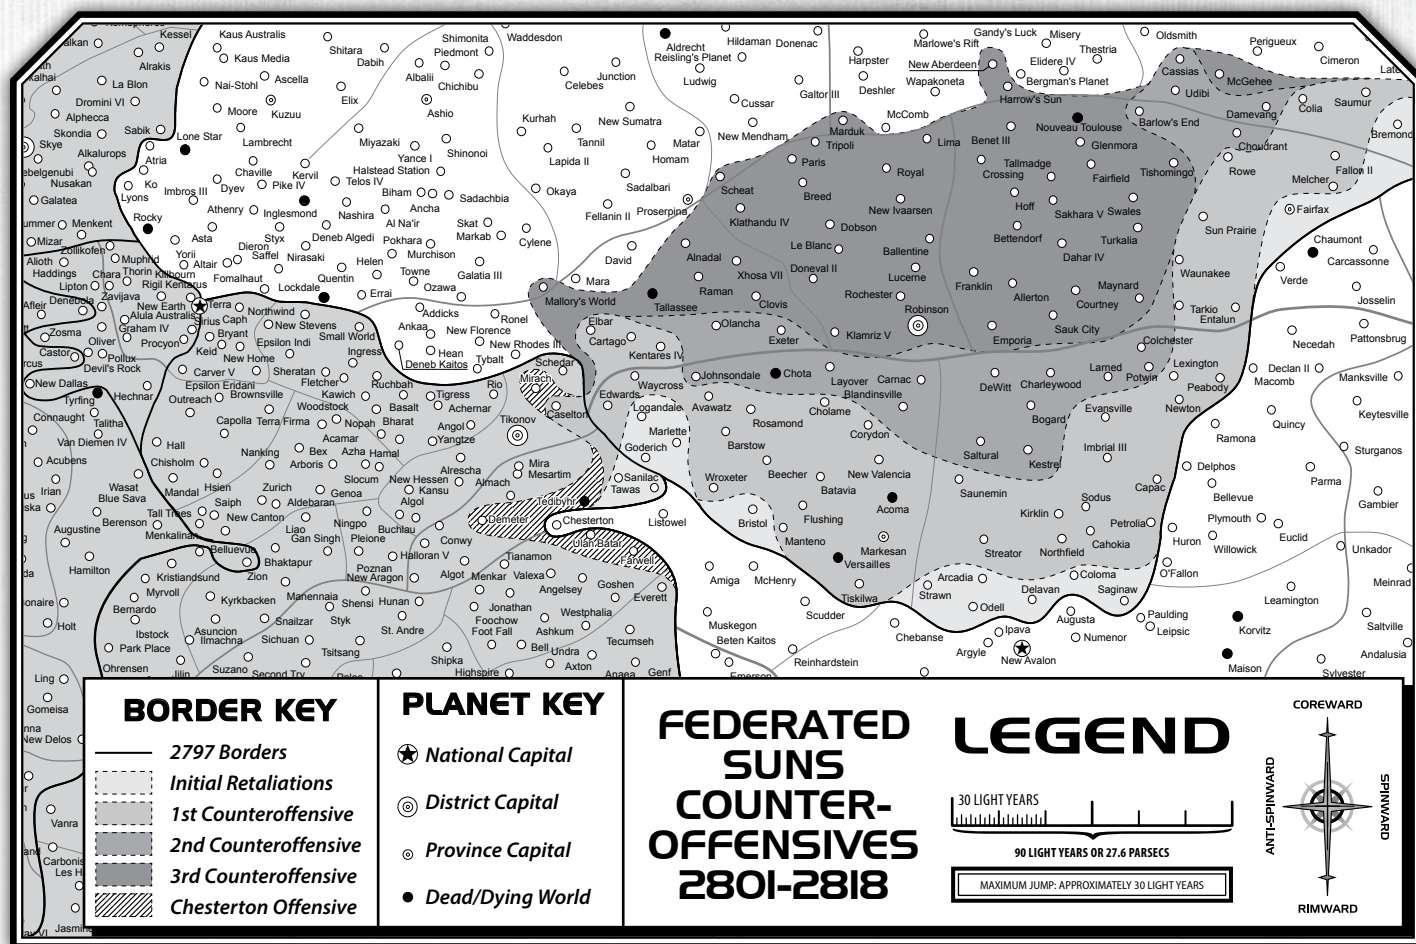 Kessel
Kaus Australis
Shitara
Dabih
Shimonita
Piedmont
Waddesdon
Aldrecht
Reisling's Planet
Hildaman
Donenac
Marlowe's Rift
Gandy's Luck
Misery
Thestria
Oldsmith
Perigueux
Cimeron
Alrakis
Kaus Media
Albalii
Chichibu
Junction
Celebes
Ludwig
Harpster
New Aberdeen
Elidere IV
Bergman's Planet
Cassias
McGehee
La Blon
Nai-Stohl
Ascella
Elix
Galtor III
Deshler
Wapakoneta
Harrow's Sun
Udibi
Colia
Saumur
Dromini VI
Moore
Kuzuu
Ashio
Cussar
McComb
Damevang
Alphecca
Kurhah
New Sumatra
Nouveau Toulouse
Barlow's End
Skondia
Sabik
Lone Star
Lambrecht
Miyazaki
Tannil
New Mendham
Marduk
Tripoli
Lima
Benet III
Glenmora
Choudrant
Bremond
Skye
Alkalurops
Atria
Yance I
Shinonoi
Lapida II
Matar
Homam
Paris
Tallmadge
Crossing
Tishomingo
Rowe
Fallon II
Melcher
Nusakan
Ko
Chaville
Kervil
Halstead Station
Telos IV
Royal
Fairfield
Galatea
Lyons
Imbros III
Dyev
Pike IV
Biham
Sadachbia
Okaya
Sadalbari
Scheat
Breed
Hoff
Rocky
Athenry
Inglesmond
Nashira
Ancha
Fellanin II
Proserpina
Klathandu IV
New Ivaarsen
Sakhara V
Swales
Fairfax
Menkent
Al Na'ir
Skat
Markab
Dobson
Sun Prairie
Mizar
Zollikofen
Asta
Styx
Deneb Algedi
Cylene
Bettendorf
Turkalia
Chaumont
Alioth
Muphrid
Yorii
Dieron
Saffel
Nirasaki
Pokhara
Murchison
David
Alnadal
Le Blanc
Ballentine
Dahar IV
Carcassonne
Haddings
Chara
Thorin
Killbourn
Altair
Helen
Xhosa VII
Doneval II
Waunakee
Verde
Lipton
Rigil Kentarus
Fomalhaut
Quentin
Towne
Galatia III
Mara
Raman
Lucerne
Franklin
Maynard
Afleir
Denebola
Zavijava
New Earth
Terra
Lockdale
Errai
Ozawa
Mallory's World
Tallassee
Clovis
Rochester
Allerton
Courtney
Josselin
Alula Australis
Sirius
Caph
Northwind
Addicks
Ronel
Elbar
Robinson
Tarkio
Entalun
Zosma
Graham IV
Bryant
New Stevens
Ankaa
New Florence
Olancha
Sauk City
Oliver
Procyon
Epsilon Indi
Small World
New Rhodes III
Cartago
Exeter
Klamriz V
Emporia
Colchester
Necedah
Pattonsbrug
Castor
Pollux
Keid
New Home
Ingress
Hean
Deneb Kaitos
Tybalt
Schedar
Kentares IV
Devil's Rock
Carver V
Sheratan
Johnsondale
Chota
Layover
Carnac
Larned
Lexington
Declan II
New Dallas
Epsilon Eridani
Fletcher
Ruchbah
Rio
Mirach
Waycross
Blandinsville
DeWitt
Charleywood
Potwin
Peabody
Macomb
Manksville
Tyrfing
Hechnar
Outreach
Brownsville
Kawich
Tigress
Edwards
Newton
Connaught
Woodstock
Basalt
Achernar
Caselton
Logandale
Avawatz
Cholame
Evansville
Keytesville
Talitha
Capolla
Terra Firma
Nopah
Bharat
Tikonov
Rosamond
Bogard
Quincy
Van Diemen IV
Hall
Acamar
Angol
Yangtze
Marlette
Corydon
Ramona
Acubens
Chisholm
Nanking
Bex
Azha
Hamal
Goderich
Barstow
Imbrial III
Sturganos
Arboris
Alrescha
Mira
Mesartim
Saltural
Kestrel
Delphos
Irian
Wasat
Mandal
Hsien
Zurich
Slocum
New Hessen
Almach
Sanilac
Wroxeter
Beecher
New Valencia
Parma
Blue Sava
Genoa
Kansu
Tawas
Batavia
Saunemin
Capac
Bellevue
Saiph
Aldebaran
Algol
Tedibyhr
Acoma
Sodus
Gambier
Augustine
Berenson
Tall Trees
New Canton
Ningpo
Demeter
Chesterton
Listowel
Bristol
Flushing
Kirklin
Petrolia
Plymouth
Menkalinan
Liao
Gan Singh
Buchlau
Pleione
Conwy
Ulan Batar
Manteno
Cahokia
Huron
Euclid
Belluevue
Bhaktapur
Halloran V
Tianamon
Farwell
Markesan
Streator
Northfield
Willowick
Unkador
Hamilton
Kristiandsund
Zion
Poznan
New Aragon
Algot
Menkar
Valexa
Versailles
Amiga
McHenry
Arcadia
Coloma
O'Fallon
Meinrad
Myrvoll
Mannennaia
Angelsey
Goshen
Strawn
Delavan
Saginaw
Leamington
Bernardo
Kyrkbacken
Shensi
Hunan
Jonathan
Everett
Tiskilwa
Odell
Holt
Snailzar
Styk
Foochow
Westphalia
Muskegon
Scudder
Augusta
Paulding
Saltville
Ibstock
Asuncion
Ilmachna
Sichuan
St. Andre
Foot Fall
Ashkum
Tecumseh
Beten Kaitos
Chebanse
Ipava
Numenor
Leipsic
Korvitz
Park Place
Tsitsang
Bell
Undra
Argyle
Andalusia
Ohrensen
Suzano
Shipka
Axton
Reinhardstein
New Avalon
Maison
Ling
Jilin
Second Try
Highspire
Anaea
Genf
Emerson
Sylvester
Gomeisa
New Delos
Vanra
Carbonis
Les H
BORDER KEY
2797 Borders
Initial Retaliations
1st Counteroffensive
2nd Counteroffensive
3rd Counteroffensive
Chesterton Offensive
PLANET KEY
National Capital
District Capital
Province Capital
Dead/Dying World
FEDERATED
SUNS
COUNTER-
OFFENSIVES
2801-2818
LEGEND
30 LIGHT YEARS
90 LIGHT YEARS OR 27.6 PARSECS
MAXIMUM JUMP: APPROXIMATELY 30 LIGHT YEARS
COREWARD
ANTI-SPINWARD
SPINWARD
RIMWARD